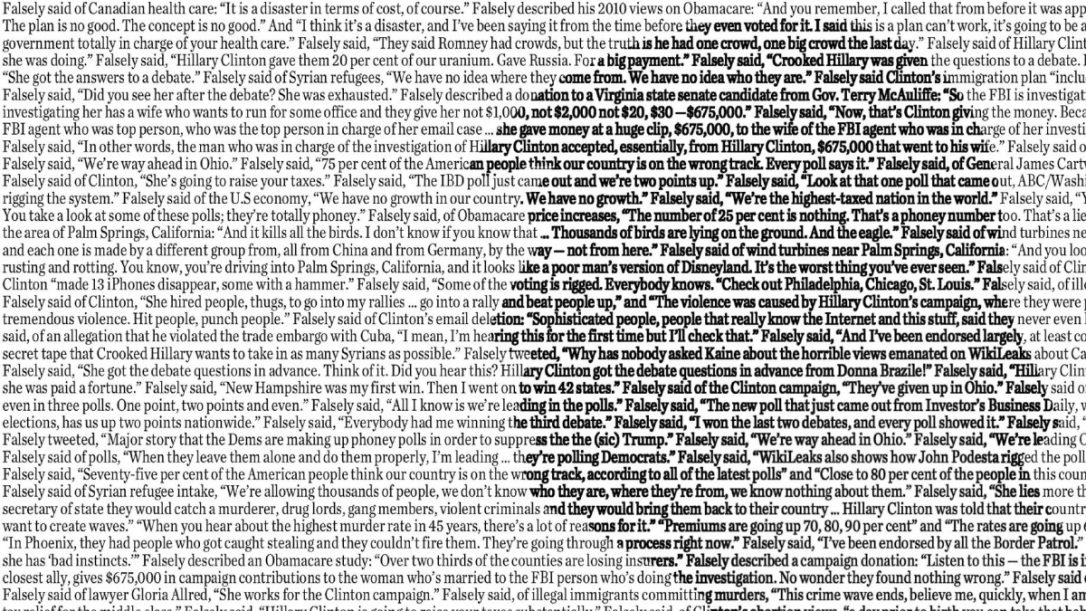 Falsely said of Canadian health care: “It is a disaster in terms of cost, of course.” Falsely described his 2010 views on Obamacare: “And you remember, I called that from before it was app
The plan is no good. The concept is no good.” And “I think it’s a disaster, and I’ve been saying it from the time before they even voted for it. I said this is a plan can’t work, it’s going to be a
government totally in charge of your health care.” Falsely said, “They said Romney had crowds, but the truth is he had one crowd, one big crowd the last day.” Falsely said of Hillary Clin
she was doing.” Falsely said, “Hillary Clinton gave them 20 per cent of our uranium. Gave Russia. For a big payment.” Falsely said, “Crooked Hillary was given the questions to a debate. I
“She got the answers to a debate.” Falsely said of Syrian refugees, “We have no idea where they come from. We have no idea who they are.” Falsely said Clinton’s immigration plan “inclu
Falsely said, “Did you see her after the debate? She was exhausted.” Falsely described a donation to a Virginia state senate candidate from Gov. Terry McAuliffe: “So the FBI is investigati
investigating her has a wife who wants to run for some office and they give her not $1,000, not $2,000 not $20, $30 —$675,000.” Falsely said, “Now, that’s Clinton giving the money. Beca
FBI agent who was top person, who was the top person in charge of her email case ... she gave money at a huge clip, $675,000, to the wife of the FBI agent who was in charge of her investi
Falsely said, “In other words, the man who was in charge of the investigation of Hillary Clinton accepted, essentially, from Hillary Clinton, $675,000 that went to his wife.” Falsely said o
Falsely said, “We’re way ahead in Ohio.” Falsely said, “75 per cent of the American people think our country is on the wrong track. Every poll says it.” Falsely said, of General James Cart
Falsely said of Clinton, “She’s going to raise your taxes.” Falsely said, “The IBD poll just came out and we’re two points up.” Falsely said, “Look at that one poll that came out, ABC/Wash
rigging the system.” Falsely said of the U.S economy, “We have no growth in our country. We have no growth.” Falsely said, “We’re the highest-taxed nation in the world.” Falsely said, “Y
You take a look at some of these polls; they’re totally phony.” Falsely said, of Obamacare price increases, “The number of 25 per cent is nothing. That’s a phoney number too. That’s a lie
the area of Palm Springs, California: “And it kills all the birds. I don’t know if you know that ... Thousands of birds are lying on the ground. And the eagle.” Falsely said of wind turbines ne
and each one is made by a different group from, all from China and from Germany, by the way — not from here.” Falsely said of wind turbines near Palm Springs, California: “And you loo
rusting and rotting. You know, you’re driving into Palm Springs, California, and it looks like a poor man’s version of Disneyland. It’s the worst thing you’ve ever seen.” Falsely said of Clin
Clinton “made 13 iPhones disappear, some with a hammer.” Falsely said, “Some of the voting is rigged. Everybody knows. “Check out Philadelphia, Chicago, St. Louis.” Falsely said, of ille
Falsely said of Clinton, “She hired people, thugs, to go into my rallies ... go into a rally and beat people up,” and “The violence was caused by Hillary Clinton’s campaign, where they were
tremendous violence. Hit people, punch people.” Falsely said of Clinton’s email deletion: “Sophisticated people, people that really know the Internet and this stuff, said they never even
said, of an allegation that he violated the trade embargo with Cuba, “I mean, I’m hearing this for the first time but I’ll check that.” Falsely said, “And I’ve been endorsed largely, at least co
secret tape that Crooked Hillary wants to take in as many Syrians as possible.” Falsely tweeted, “Why has nobody asked Kaine about the horrible views emanated on WikiLeaks about Ca
Falsely said, “She got the debate questions in advance. Think of it. Did you hear this? Hillary Clinton got the debate questions in advance from Donna Brazile!” Falsely said, “Hillary Clin
she was paid a fortune.” Falsely said, “New Hampshire was my first win. Then I went on to win 42 states.” Falsely said of the Clinton campaign, “They’ve given up in Ohio.” Falsely said o
even in three polls. One point, two points and even.” Falsely said, “All I know is we’re leading in the polls.” Falsely said, “The new poll that just came out from Investor’s Business Daily, w
elections, has us up two points nationwide.” Falsely said, “Everybody had me winning the third debate.” Falsely said, “I won the last two debates, and every poll showed it.” Falsely said, “
Falsely tweeted, “Major story that the Dems are making up phoney polls in order to suppress the the (sic) Trump.” Falsely said, “We’re way ahead in Ohio.” Falsely said, “We’re leading C
Falsely said of polls, “When they leave them alone and do them properly, I’m leading ... they’re polling Democrats.” Falsely said, “WikiLeaks also shows how John Podesta rigged the poll
Falsely said, “Seventy-five per cent of the American people think our country is on the wrong track, according to all of the latest polls” and “Close to 80 per cent of the people in this coun
Falsely said of Syrian refugee intake, “We’re allowing thousands of people, we don’t know who they are, where they’re from, we know nothing about them.” Falsely said, “She lies more t
secretary of state they would catch a murderer, drug lords, gang members, violent criminals and they would bring them back to their country ... Hillary Clinton was told that their countr
want to create waves.” “When you hear about the highest murder rate in 45 years, there’s a lot of reasons for it.” “Premiums are going up 70, 80, 90 per cent” and “The rates are going up
“In Phoenix, they had people who got caught stealing and they couldn’t fire them. They’re going through a process right now.” Falsely said, “I’ve been endorsed by all the Border Patrol.”
she has ‘bad instincts.’” Falsely described an Obamacare study: “Over two thirds of the counties are losing insurers.” Falsely described a campaign donation: “Listen to this — the FBI is i
closest ally, gives $675,000 in campaign contributions to the woman who’s married to the FBI person who’s doing the investigation. No wonder they found nothing wrong.” Falsely said
Falsely said of lawyer Gloria Allred, “She works for the Clinton campaign.” Falsely said, of illegal immigrants committing murders, “This crime wave ends, believe me, quickly, when I an